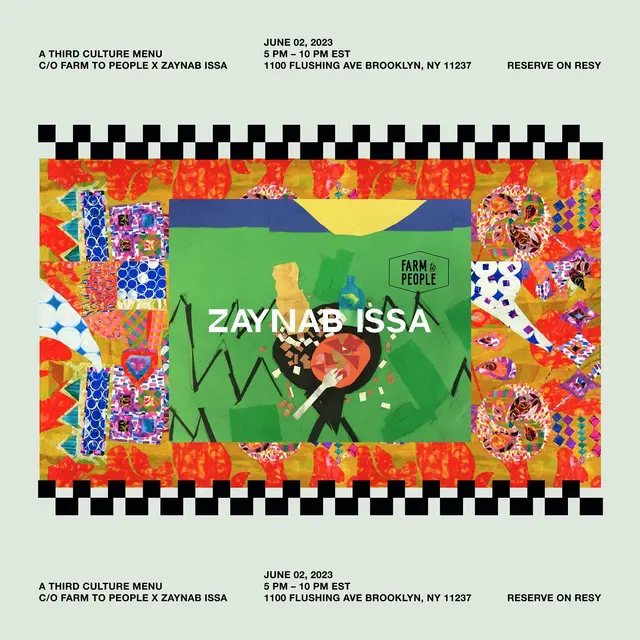 JUNE 02, 2023
A THIRD CULTURE MENU
5 PM – 10 PM EST
C/O FARM TO PEOPLE X ZAYNAB ISSA
1100 FLUSHING AVE BROOKLYN, NY 11237
RESERVE ON RESY
FARM to
PEOPLE
ZAYNAB ISSA
JUNE 02, 2023
A THIRD CULTURE MENU
5 PM – 10 PM EST
C/O FARM TO PEOPLE X ZAYNAB ISSA
1100 FLUSHING AVE BROOKLYN, NY 11237
RESERVE ON RESY